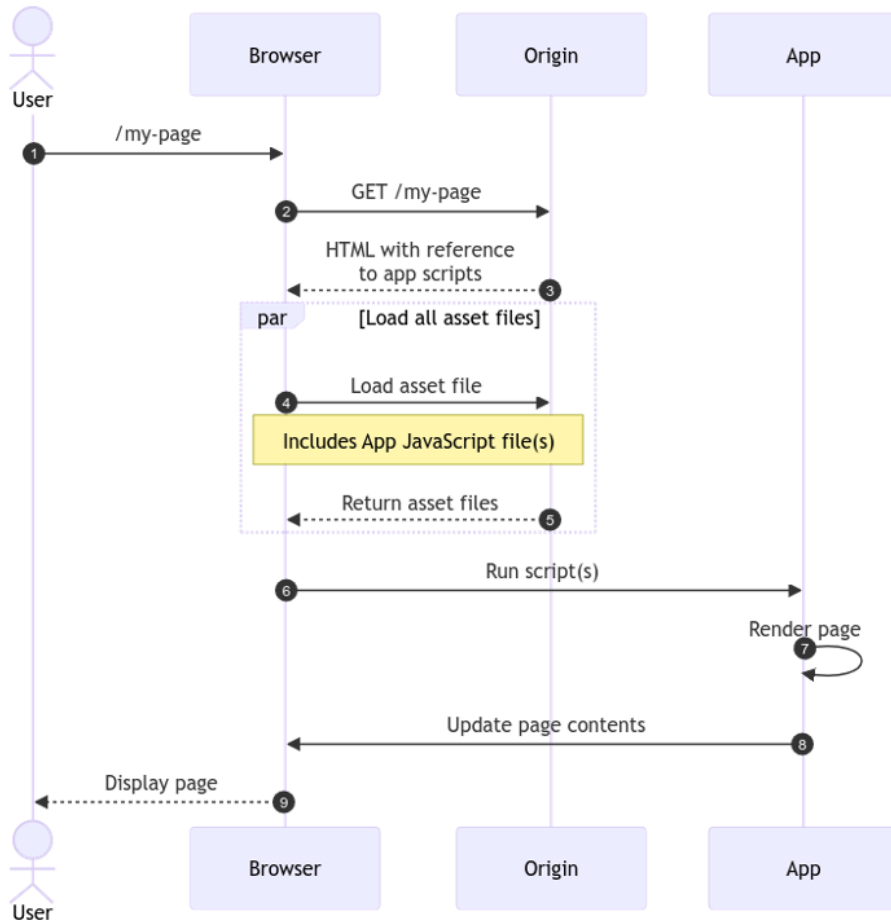 Browser
Origin
App
User
/my-page
1
GET /my-page
2
HTML with reference
to app scripts
3
par
[Load all asset files]
Load asset file
4
Includes App JavaScript file(s)
Return asset files
5
Run script(s)
6
Render page
7
Update page contents
8
Display page
9
Browser
Origin
App
User